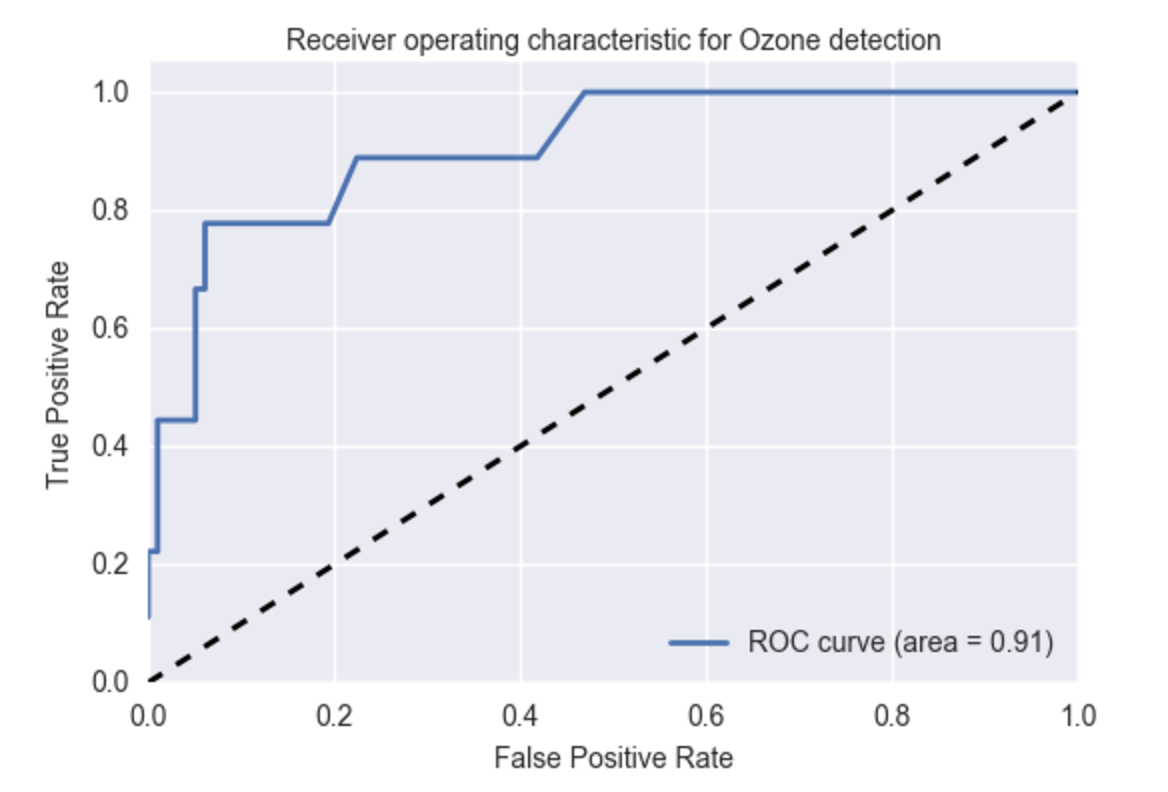 Receiver operating characteristic for Ozone detection
1.0
0.8
0.6
0.4
0.2
0.0
True Positive Rate
ROC curve (area = 0.91)
0.0 0.2 0.4 0.6 0.8 1.0
False Positive Rate